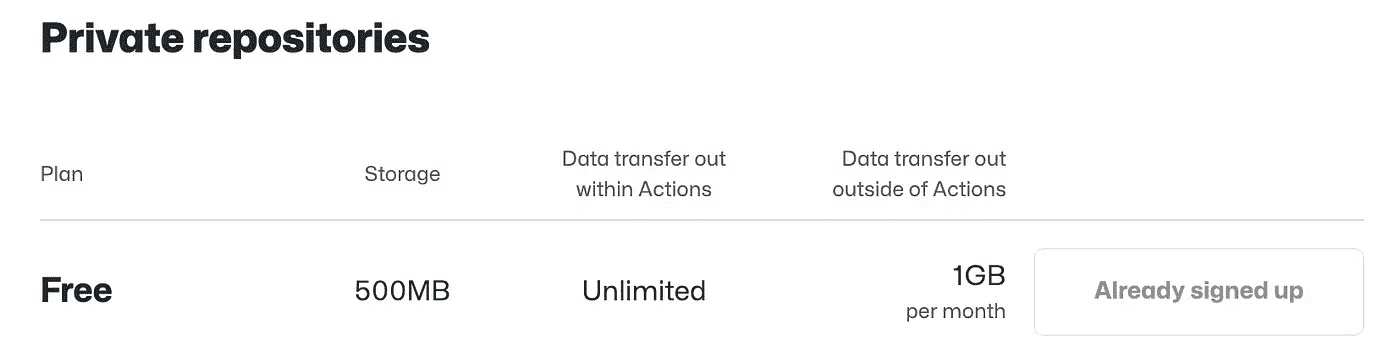 Private repositories
Plan
Storage
Data transfer out
within Actions
Data transfer out
outside of Actions
Free
500MB
Unlimited
1GB
per month
Already signed up